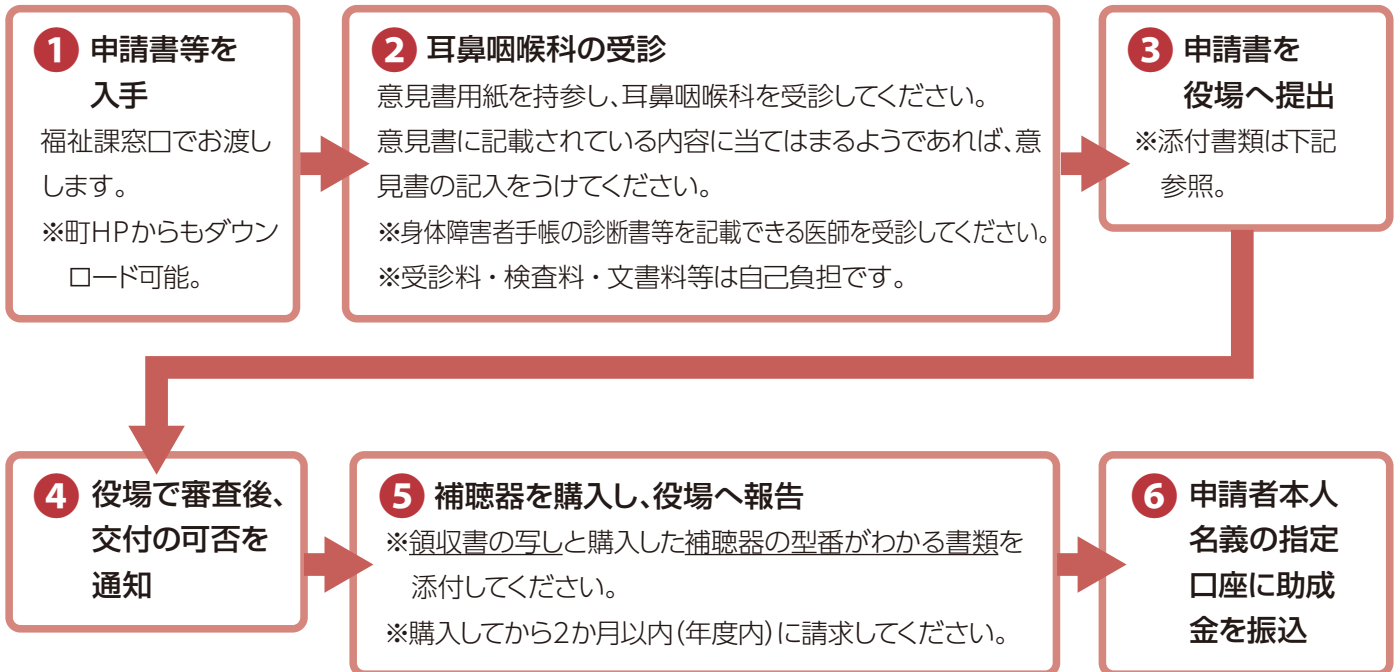 1 申請書等を
入手
福祉課窓口でお渡し
します。
※町HPからもダウン
ロード可能。
2 耳鼻咽喉科の受診
意見書用紙を持参し、耳鼻咽喉科を受診してください。
意見書に記載されている内容に当てはまるようであれば、意
見書の記入をうけてください。
※身体障害者手帳の診断書等を記載できる医師を受診してください。
※受診料・検査料・文書料等は自己負担です。
3 申請書を
役場へ提出
※添付書類は下記
参照。
4 役場で審査後、
交付の可否を
通知
5 補聴器を購入し、役場へ報告
※領収書の写しと購入した補聴器の型番がわかる書類を
添付してください。
※購入してから2か月以内(年度内)に請求してください。
6 申請者本人
名義の指定
口座に助成
金を振込